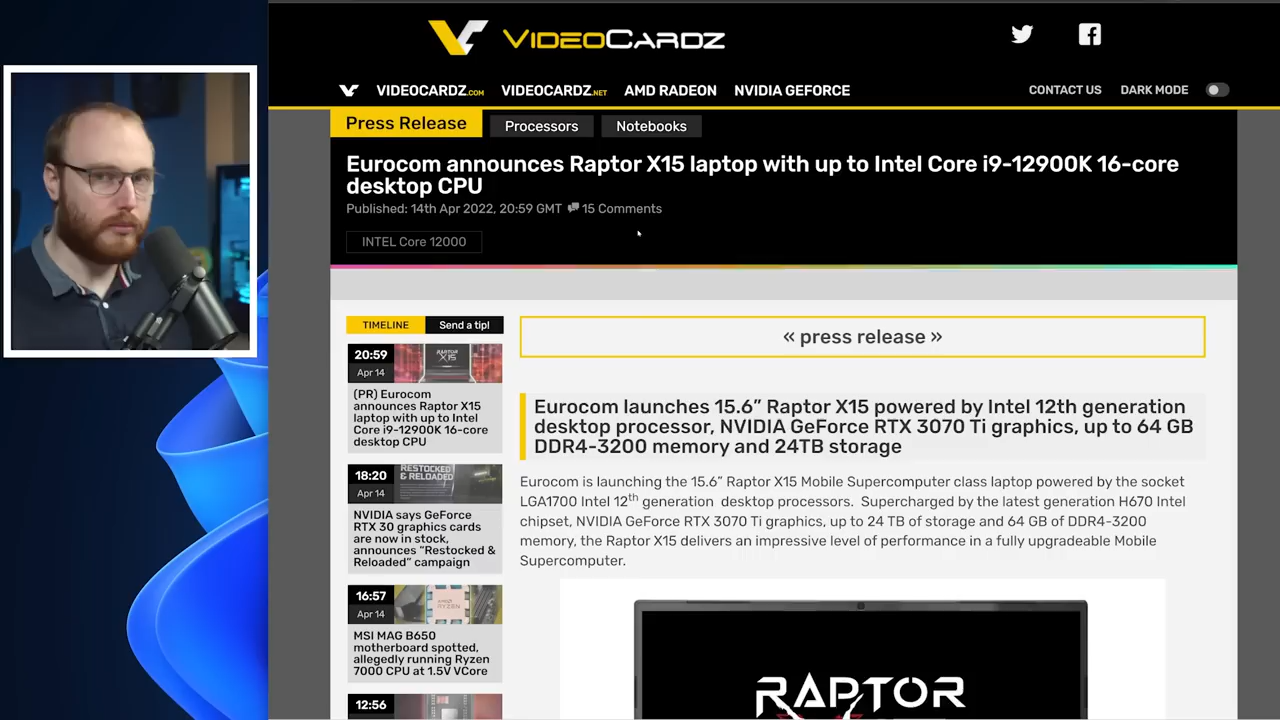 VIDEOCARDZ
VIDEOCARDZ.COM VIDEOCARDZ.NET AMD RADEON NVIDIA GEFORCE CONTACT US DARK MODE
Press Release Processors Notebooks
Eurocom announces Raptor X15 laptop with up to Intel Core i9-12900K 16-core
desktop CPU
Published: 14th Apr 2022, 20:59 GMT 15 Comments
INTEL Core 12000
TIMELINE Send a tip!
20:59
Apr 14
RAPTOR
X15
(PR) Eurocom
announces Raptor X15
laptop with up to Intel
Core i9-12900K 16-core
desktop CPU
18:20
Apr 14
RESTOCKED
& RELOADED
NVIDIA says GeForce
RTX 30 graphics cards
are now in stock,
announces “Restocked &
Reloaded” campaign
16:57
Apr 14
AMD
RYZEN
MSI MAG B650
motherboard spotted,
allegedly running Ryzen
7000 CPU at 1.5V VCore
12:56
« press release »
Eurocom launches 15.6” Raptor X15 powered by Intel 12th generation
desktop processor, NVIDIA GeForce RTX 3070 Ti graphics, up to 64 GB
DDR4-3200 memory and 24TB storage
Eurocom is launching the 15.6” Raptor X15 Mobile Supercomputer class laptop powered by the socket
LGA1700 Intel 12th generation desktop processors. Supercharged by the latest generation H670 Intel
chipset, NVIDIA GeForce RTX 3070 Ti graphics, up to 24 TB of storage and 64 GB of DDR4-3200
memory, the Raptor X15 delivers an impressive level of performance in a fully upgradeable Mobile
Supercomputer.
RAPTOR